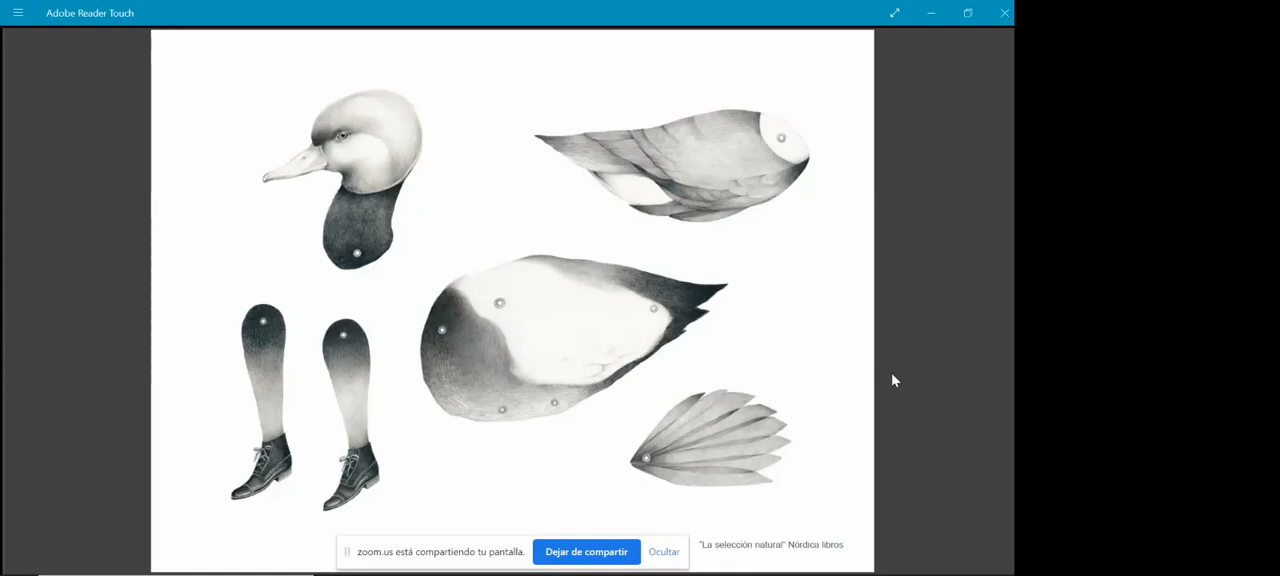 Adobe Reader Touch
zoom.us está compartiendo tu pantalla. Dejar de compartir Ocultar
"La selección natural" Nórdica libros